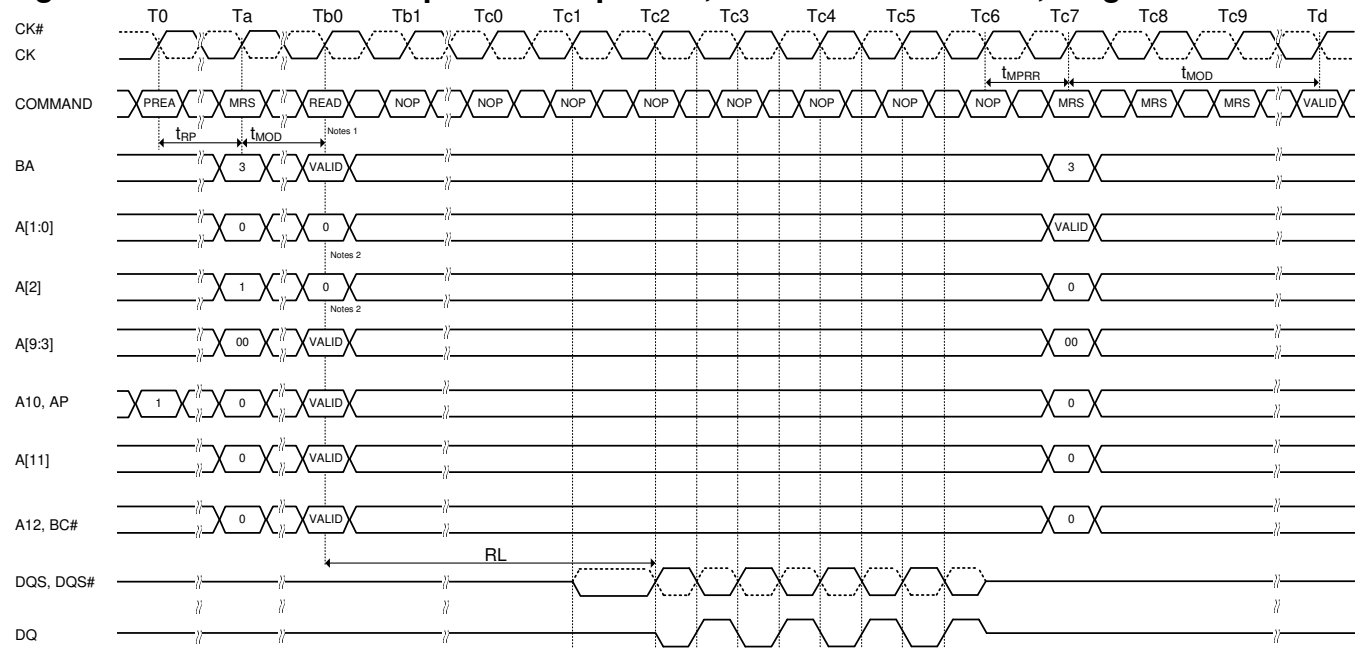 T0 Ta Tb0 Tb1 Tc0 Tc1 Tc2 Tc3 Tc4 Tc5 Tc6 Tc7 Tc8 Tc9 Td
CK#
CK
tMPRR tMOD
COMMAND PREA MRS READ NOP NOP NOP NOP NOP NOP NOP NOP MRS MRS MRS VALID
tRP tMOD Notes 1
BA 3 VALID 3
A[1:0] 0 0 VALID
Notes 2
A[2] 1 0 0
Notes 2
A[9:3] 00 VALID 00
A10, AP 1 0 VALID 0
A[11] 0 VALID 0
A12, BC# 0 VALID 0
RL
DQS, DQS#
DQ